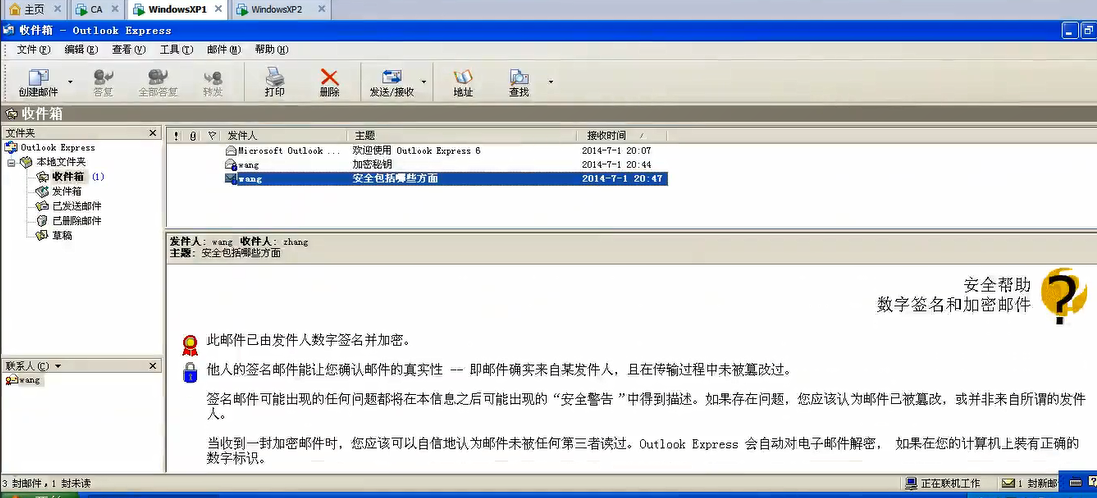 主页 CA WindowsXP1 WindowsXP2
收件箱 - Outlook Express
文件(F) 编辑(E) 查看(V) 工具(T) 邮件(M) 帮助(H)
创建邮件 答复 全部答复 转发 打印 删除 发送/接收 地址 查找
收件箱
文件夹
Outlook Express
本地文件夹
收件箱 (1)
发件箱
已发送邮件
已删除邮件
草稿
! 发件人 主题 接收时间
Microsoft Outlook ... 欢迎使用 Outlook Express 6 2014-7-1 20:07
wang 加密秘钥 2014-7-1 20:44
wang 安全包括哪些方面 2014-7-1 20:47
发件人: wang 收件人: zhang
主题: 安全包括哪些方面
安全帮助
数字签名和加密邮件
此邮件已由发件人数字签名并加密。
他人的签名邮件能让您确认邮件的真实性 -- 即邮件确实来自某发件人，且在传输过程中未被篡改过。
签名邮件可能出现的任何问题都将在本信息之后可能出现的“安全警告”中得到描述。如果存在问题，您应该认为邮件已被篡改，或并非来自所谓的发件
人。
当收到一封加密邮件时，您应该可以自信地认为邮件未被任何第三者读过。Outlook Express 会自动对电子邮件解密， 如果在您的计算机上装有正确的
数字标识。
联系人(C)
wang
3 封邮件，1 封未读
正在联机工作 1 封新邮